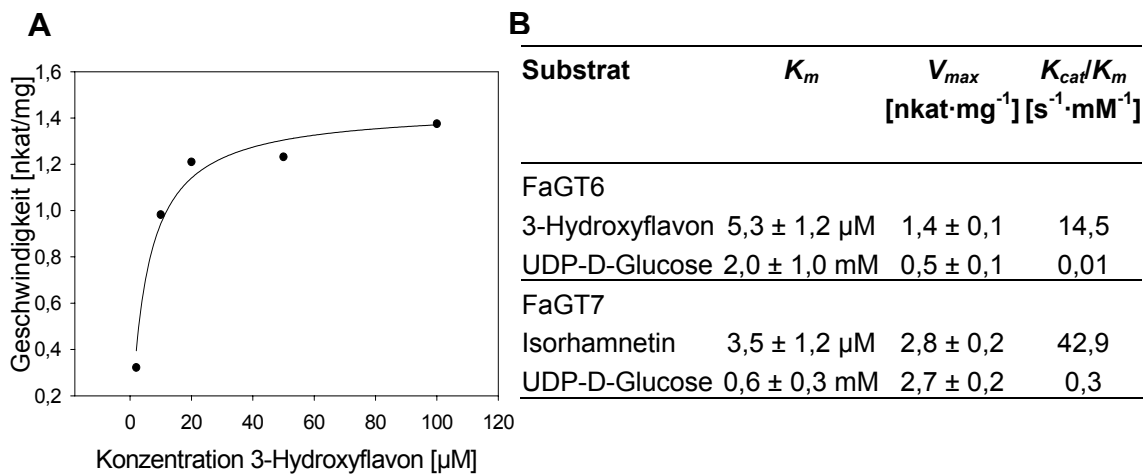 A
Geschwindigkeit [nkat/mg]
1,6
1,4
1,2
1,0
0,8
0,6
0,4
0,2
0 20 40 60 80 100 120
Konzentration 3-Hydroxyflavon [µM]
B
Substrat K_m V_max K_cat/K_m
[nkat·mg⁻¹] [s⁻¹·mM⁻¹]
FaGT6
3-Hydroxyflavon 5,3 ± 1,2 µM 1,4 ± 0,1 14,5
UDP-D-Glucose 2,0 ± 1,0 mM 0,5 ± 0,1 0,01
FaGT7
Isorhamnetin 3,5 ± 1,2 µM 2,8 ± 0,2 42,9
UDP-D-Glucose 0,6 ± 0,3 mM 2,7 ± 0,2 0,3